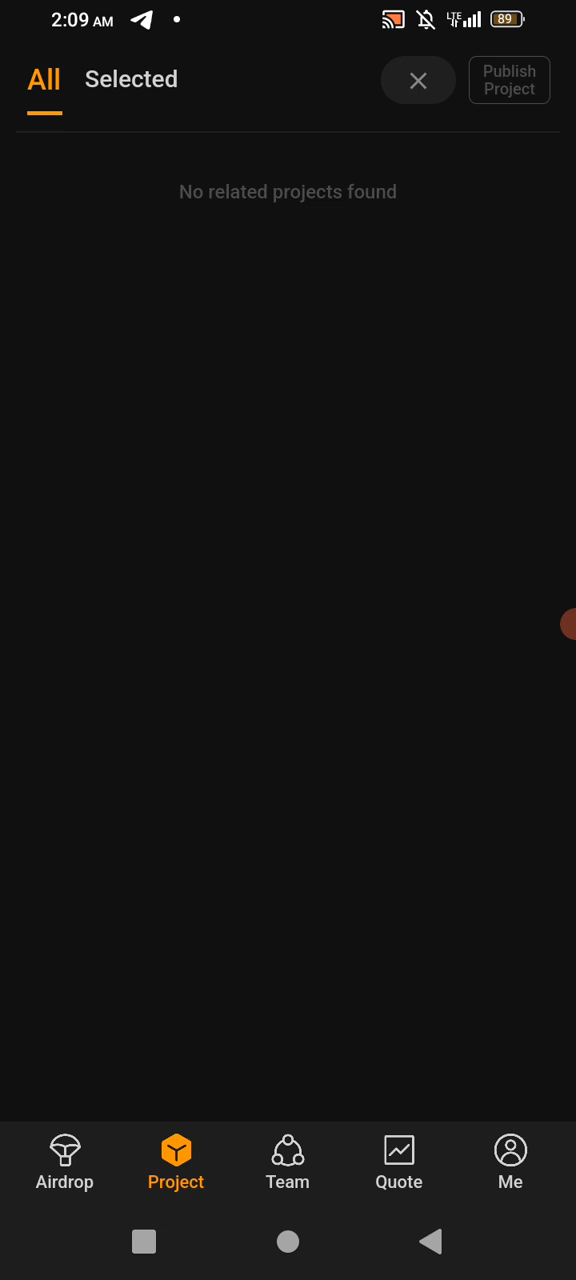 2:09 AM
LTE
89
All
Selected
Publish
Project
No related projects found
Airdrop
Project
Team
Quote
Me